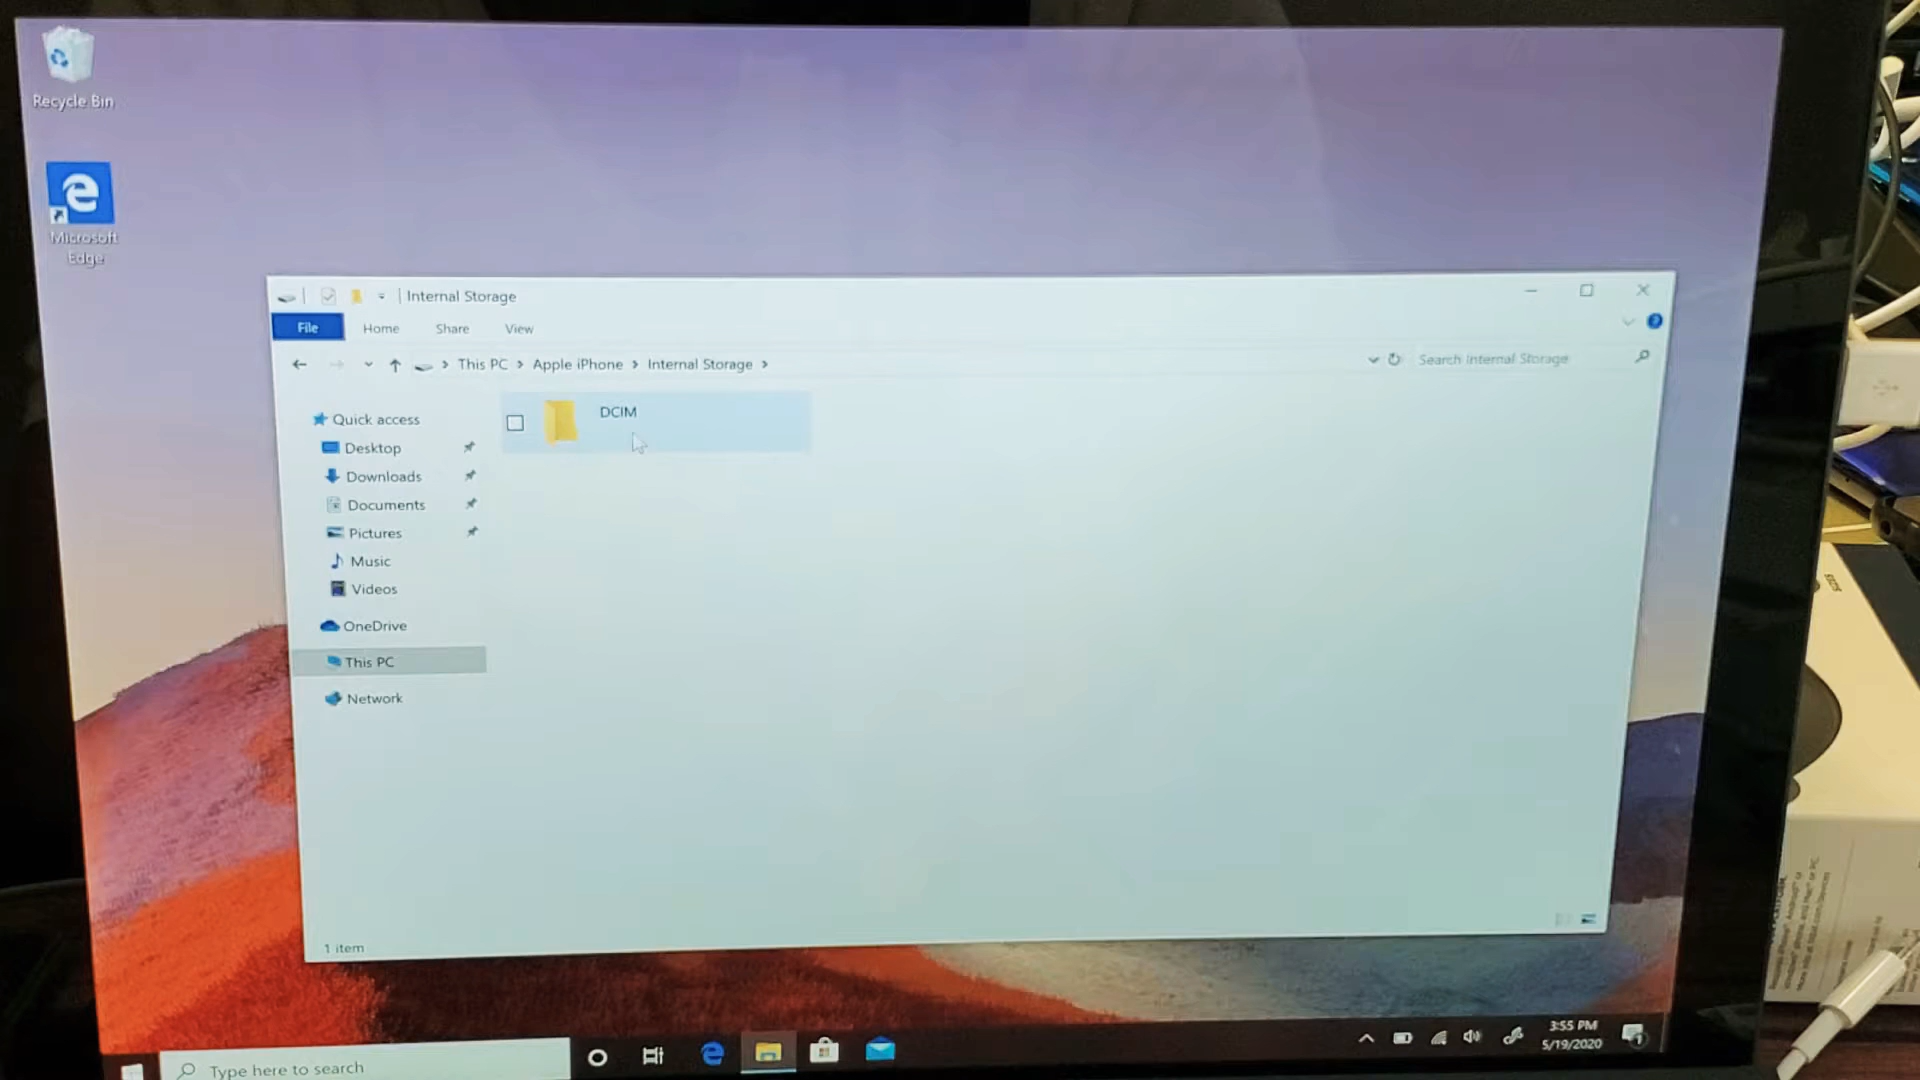 Recycle Bin
Microsoft
Edge
Internal Storage
File
Home
Share
View
This PC
Apple iPhone
Internal Storage
Search Internal Storage
Quick access
Desktop
Downloads
Documents
Pictures
Music
Videos
OneDrive
This PC
Network
DCIM
1 item
Type here to search
3:55 PM
5/19/2020